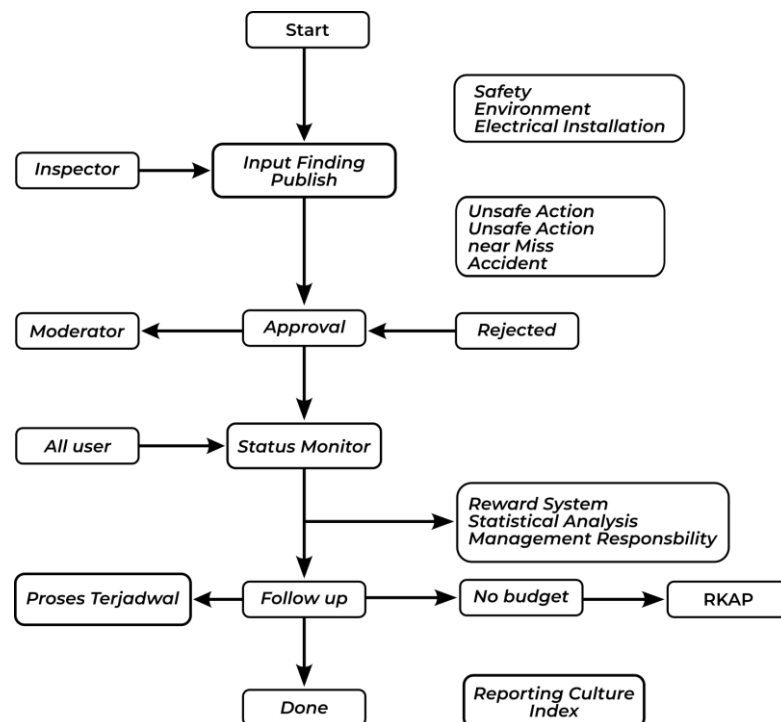 Start
Safety
Environment
Electrical Installation
Inspector
Input Finding
Publish
Unsafe Action
Unsafe Action
near Miss
Accident
Moderator
Approval
Rejected
All user
Status Monitor
Reward System
Statistical Analysis
Management Responsbility
Proses Terjadwal
Follow up
No budget
RKAP
Done
Reporting Culture
Index